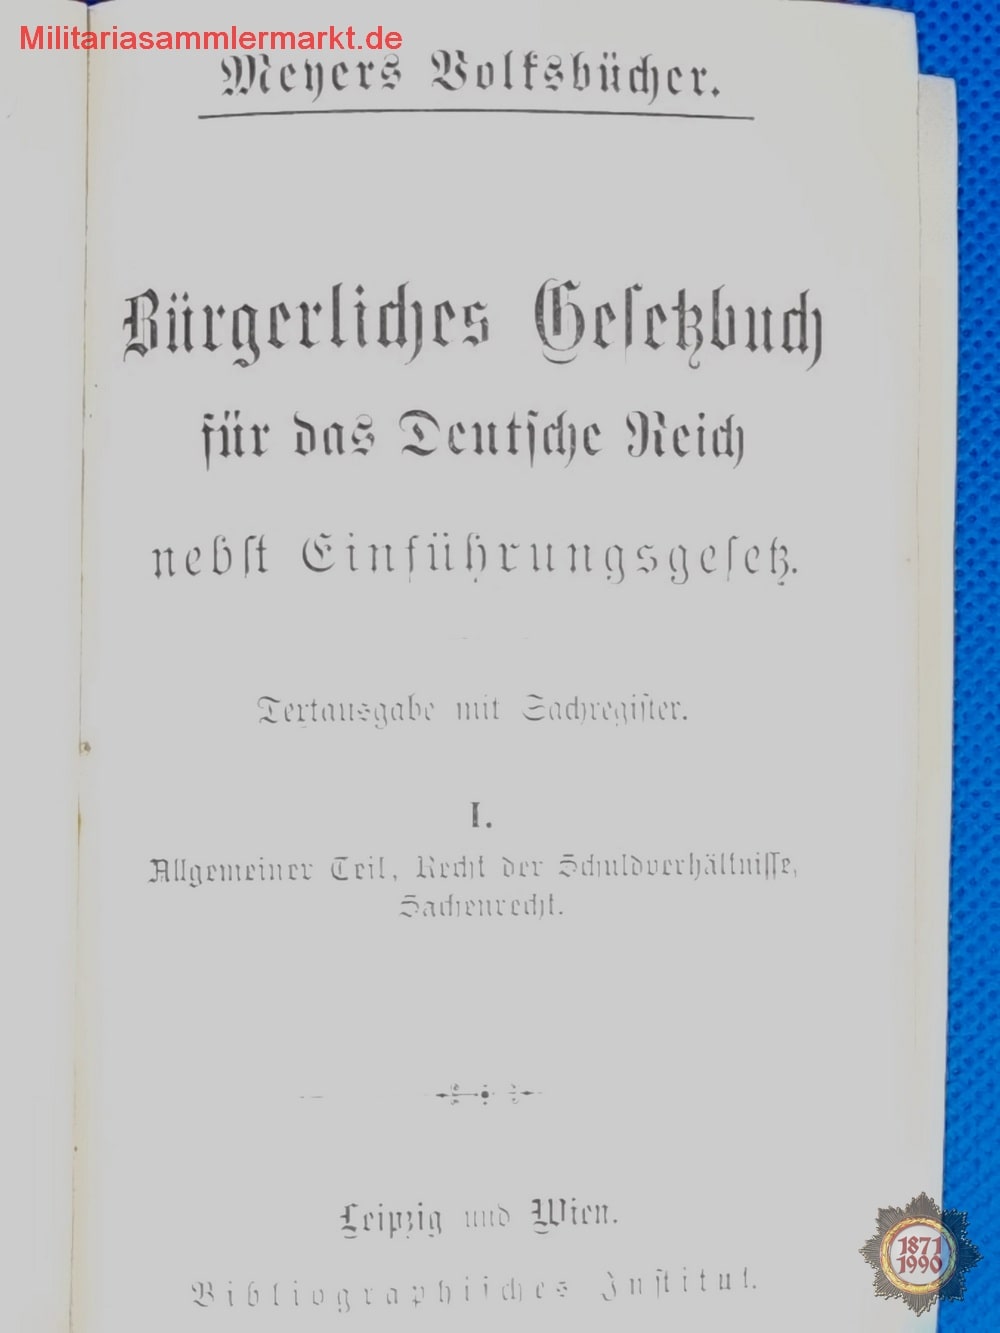 Militariasammlermarkt.de
Meyers Volksbücher.
Bürgerliches Gesetzbuch
für das Deutsche Reich
nebst Einführungsgesetz.
Textausgabe mit Sachregister.
I.
Allgemeiner Teil, Recht der Schuldverhältnisse,
Sachenrecht.
Leipzig und Wien.
Bibliographisches Institut.
1871
1990